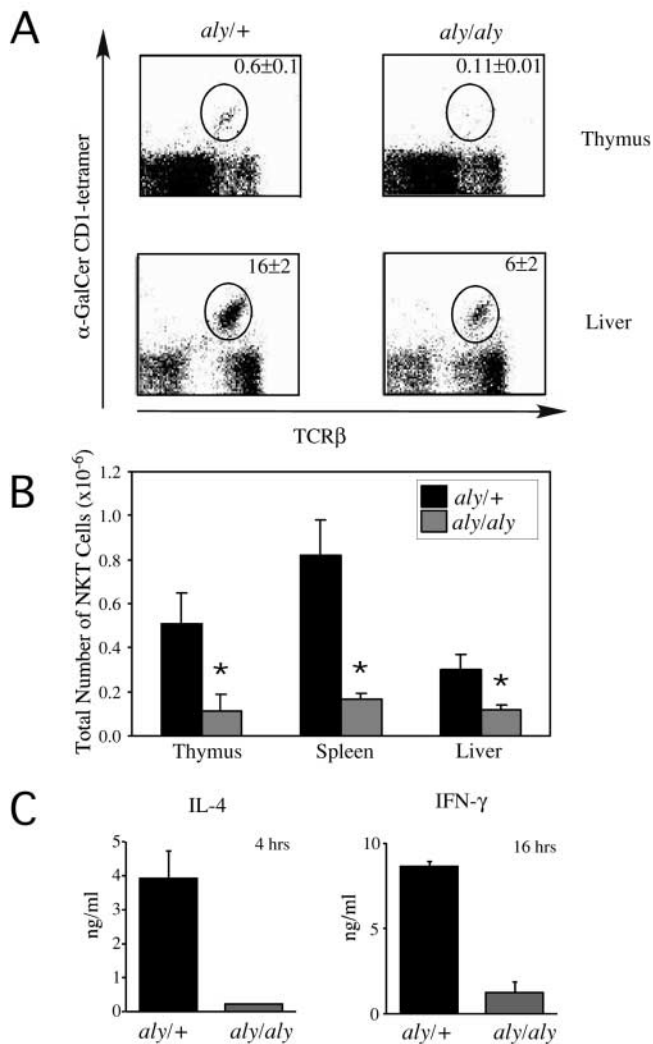 A
aly/+
aly/aly
0.6±0.1
0.11±0.01
Thymus
α-GalCer CD1-tetramer
16±2
6±2
Liver
TCRβ
B
Total Number of NKT Cells (x10⁻⁶)
1.2
1.0
0.8
0.6
0.4
0.2
0.0
aly/+
aly/aly
*
*
*
Thymus
Spleen
Liver
C
IL-4
4 hrs
ng/ml
5
4
3
2
1
0
aly/+
aly/aly
IFN-γ
16 hrs
ng/ml
10
5
0
aly/+
aly/aly